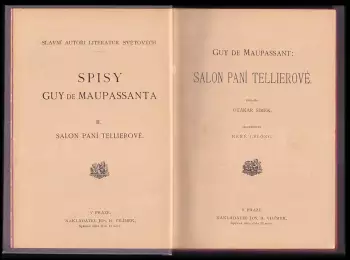 SLAVNÍ AUTOŘI LITERATUR SVĚTOVÝCH
SPISY
GUY DE MAUPASSANTA
II.
SALON PANÍ TELLIEROVÉ.
V PRAZE.
NAKLADATEL JOS. R. VILÍMEK.
GUY DE MAUPASSANT:
SALON PANÍ TELLIEROVÉ.
OTAKAR
V PRAZE.
NAKLADATEL JOS. R. VILÍMEK.